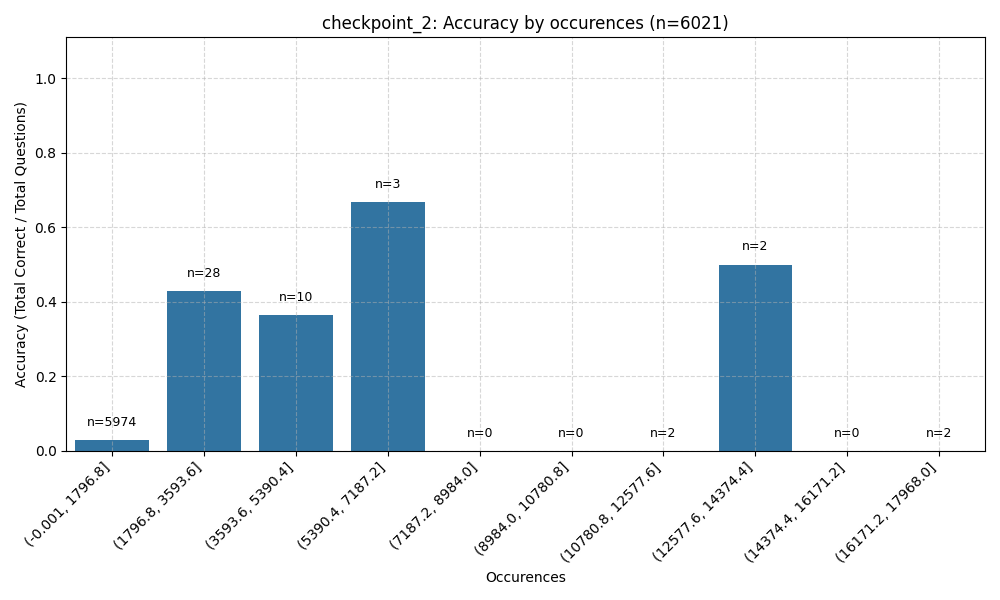 checkpoint_2: Accuracy by occurences (n=6021)
Accuracy (Total Correct / Total Questions)
1.0
0.8
0.6
0.4
0.2
0.0
n=5974
n=28
n=10
n=3
n=0
n=0
n=2
n=2
n=0
n=2
(-0.001, 1796.8]
(1796.8, 3593.6]
(3593.6, 5390.4]
(5390.4, 7187.2]
(7187.2, 8984.0]
(8984.0, 10780.8]
(10780.8, 12577.6]
(12577.6, 14374.4]
(14374.4, 16171.2]
(16171.2, 17968.0]
Occurences